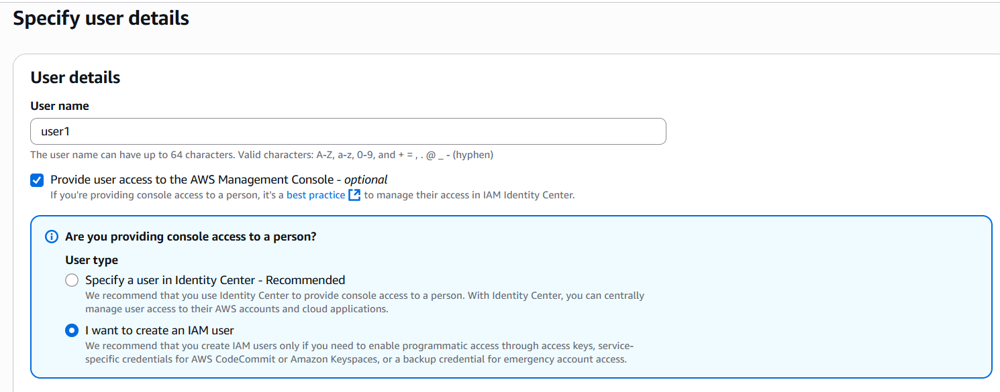 Specify user details
User details
User name
user1
The user name can have up to 64 characters. Valid characters: A-Z, a-z, 0-9, and + = , . @ _ - (hyphen)
Provide user access to the AWS Management Console - optional
If you're providing console access to a person, it's a best practice to manage their access in IAM Identity Center.
Are you providing console access to a person?
User type
Specify a user in Identity Center - Recommended
We recommend that you use Identity Center to provide console access to a person. With Identity Center, you can centrally
manage user access to their AWS accounts and cloud applications.
I want to create an IAM user
We recommend that you create IAM users only if you need to enable programmatic access through access keys, service-
specific credentials for AWS CodeCommit or Amazon Keyspaces, or a backup credential for emergency account access.